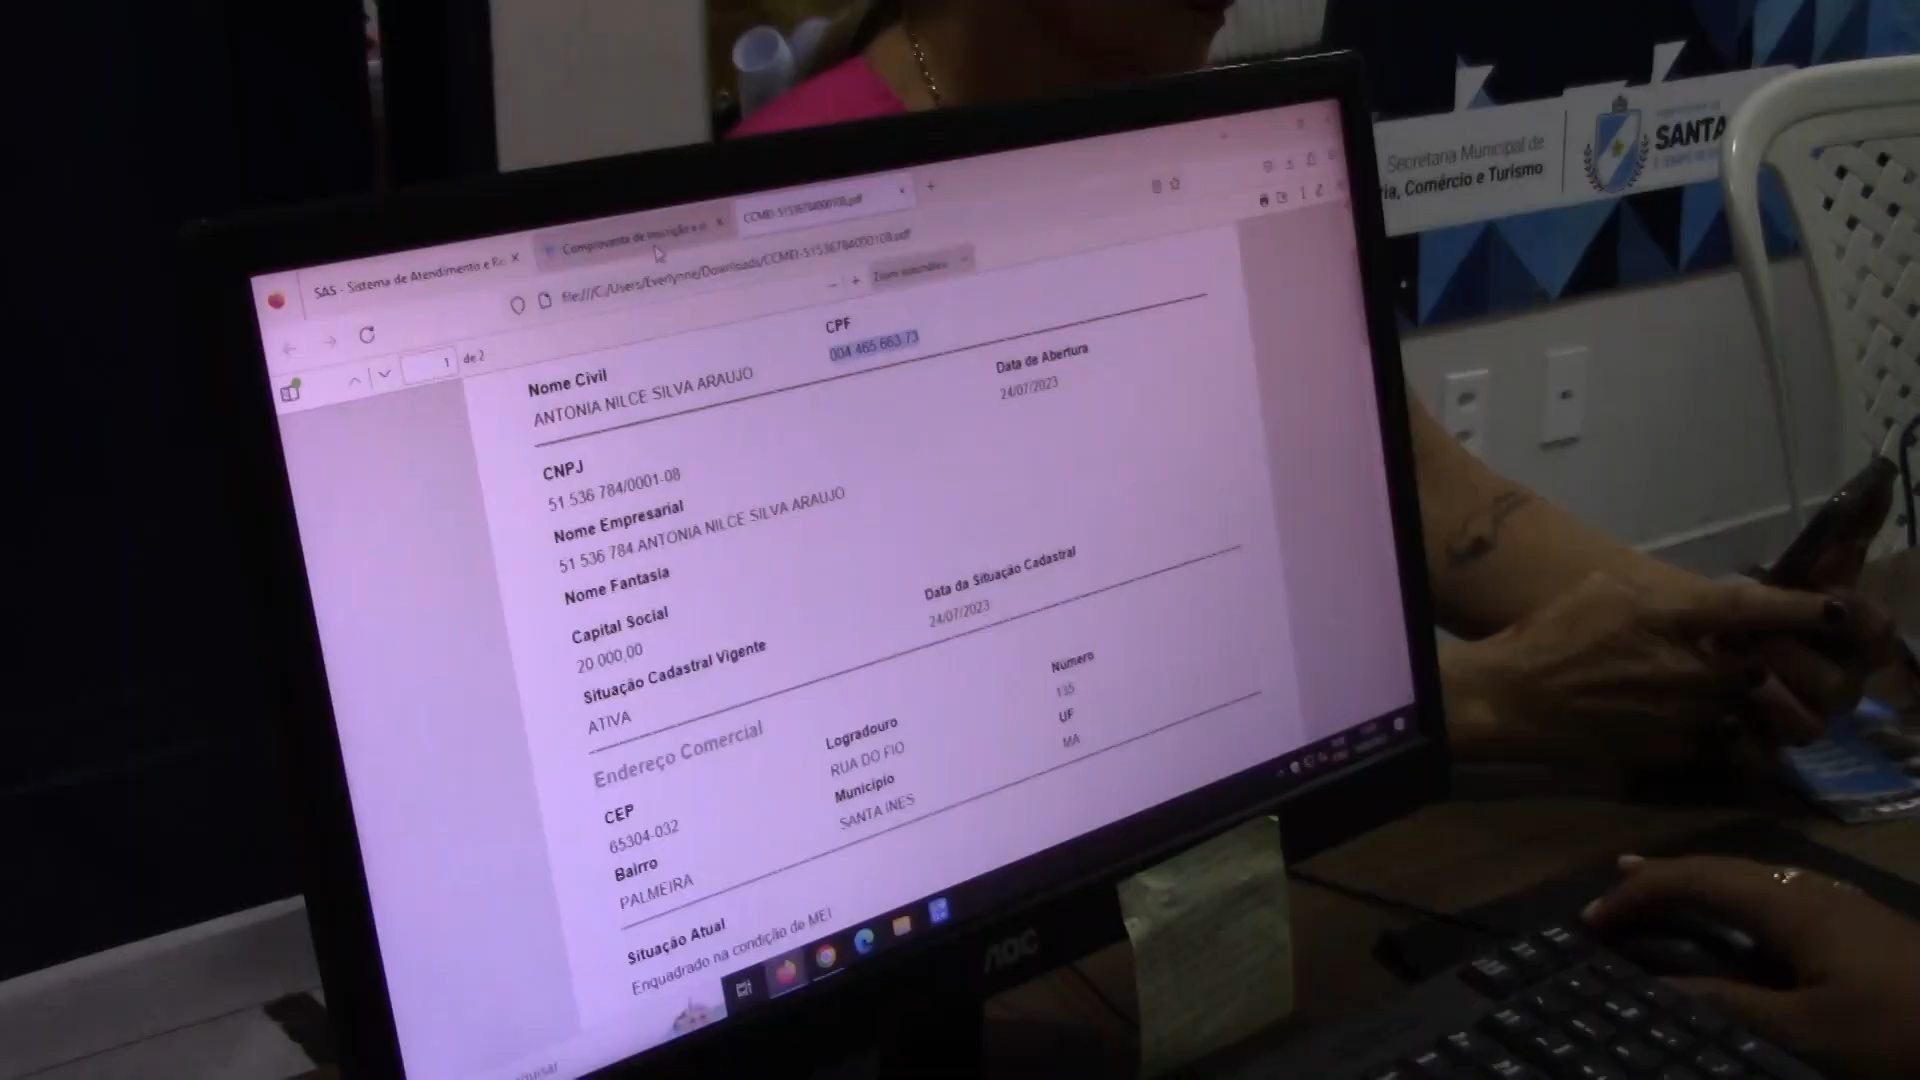 SAS - Sistema de Atendimento e Re
Comprovante de Inscrição e
CCMEI-51536784000108.pdf
file:///C:/Users/Everlynne/Downloads/CCMEI-51536784000108.pdf
1 de 2
Zoom automático
Nome Civil
CPF
ANTONIA NILCE SILVA ARAUJO
004 465 663 73
CNPJ
Data de Abertura
51 536 784/0001-08
24/07/2023
Nome Empresarial
51 536 784 ANTONIA NILCE SILVA ARAUJO
Nome Fantasia
Capital Social
20 000,00
Situação Cadastral Vigente
Data da Situação Cadastral
ATIVA
24/07/2023
Endereço Comercial
CEP
Logradouro
Número
65304-032
RUA DO FIO
135
Bairro
Município
UF
PALMEIRA
SANTA INES
MA
Situação Atual
Enquadrado na condição de MEI
AOC
Secretaria Municipal de
ria, Comércio e Turismo
SANTA